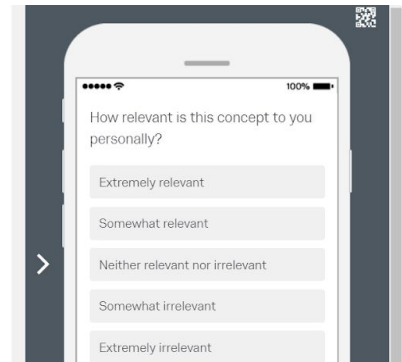 100%
How relevant is this concept to you
personally?
Extremely relevant
Somewhat relevant
Neither relevant nor irrelevant
Somewhat irrelevant
Extremely irrelevant